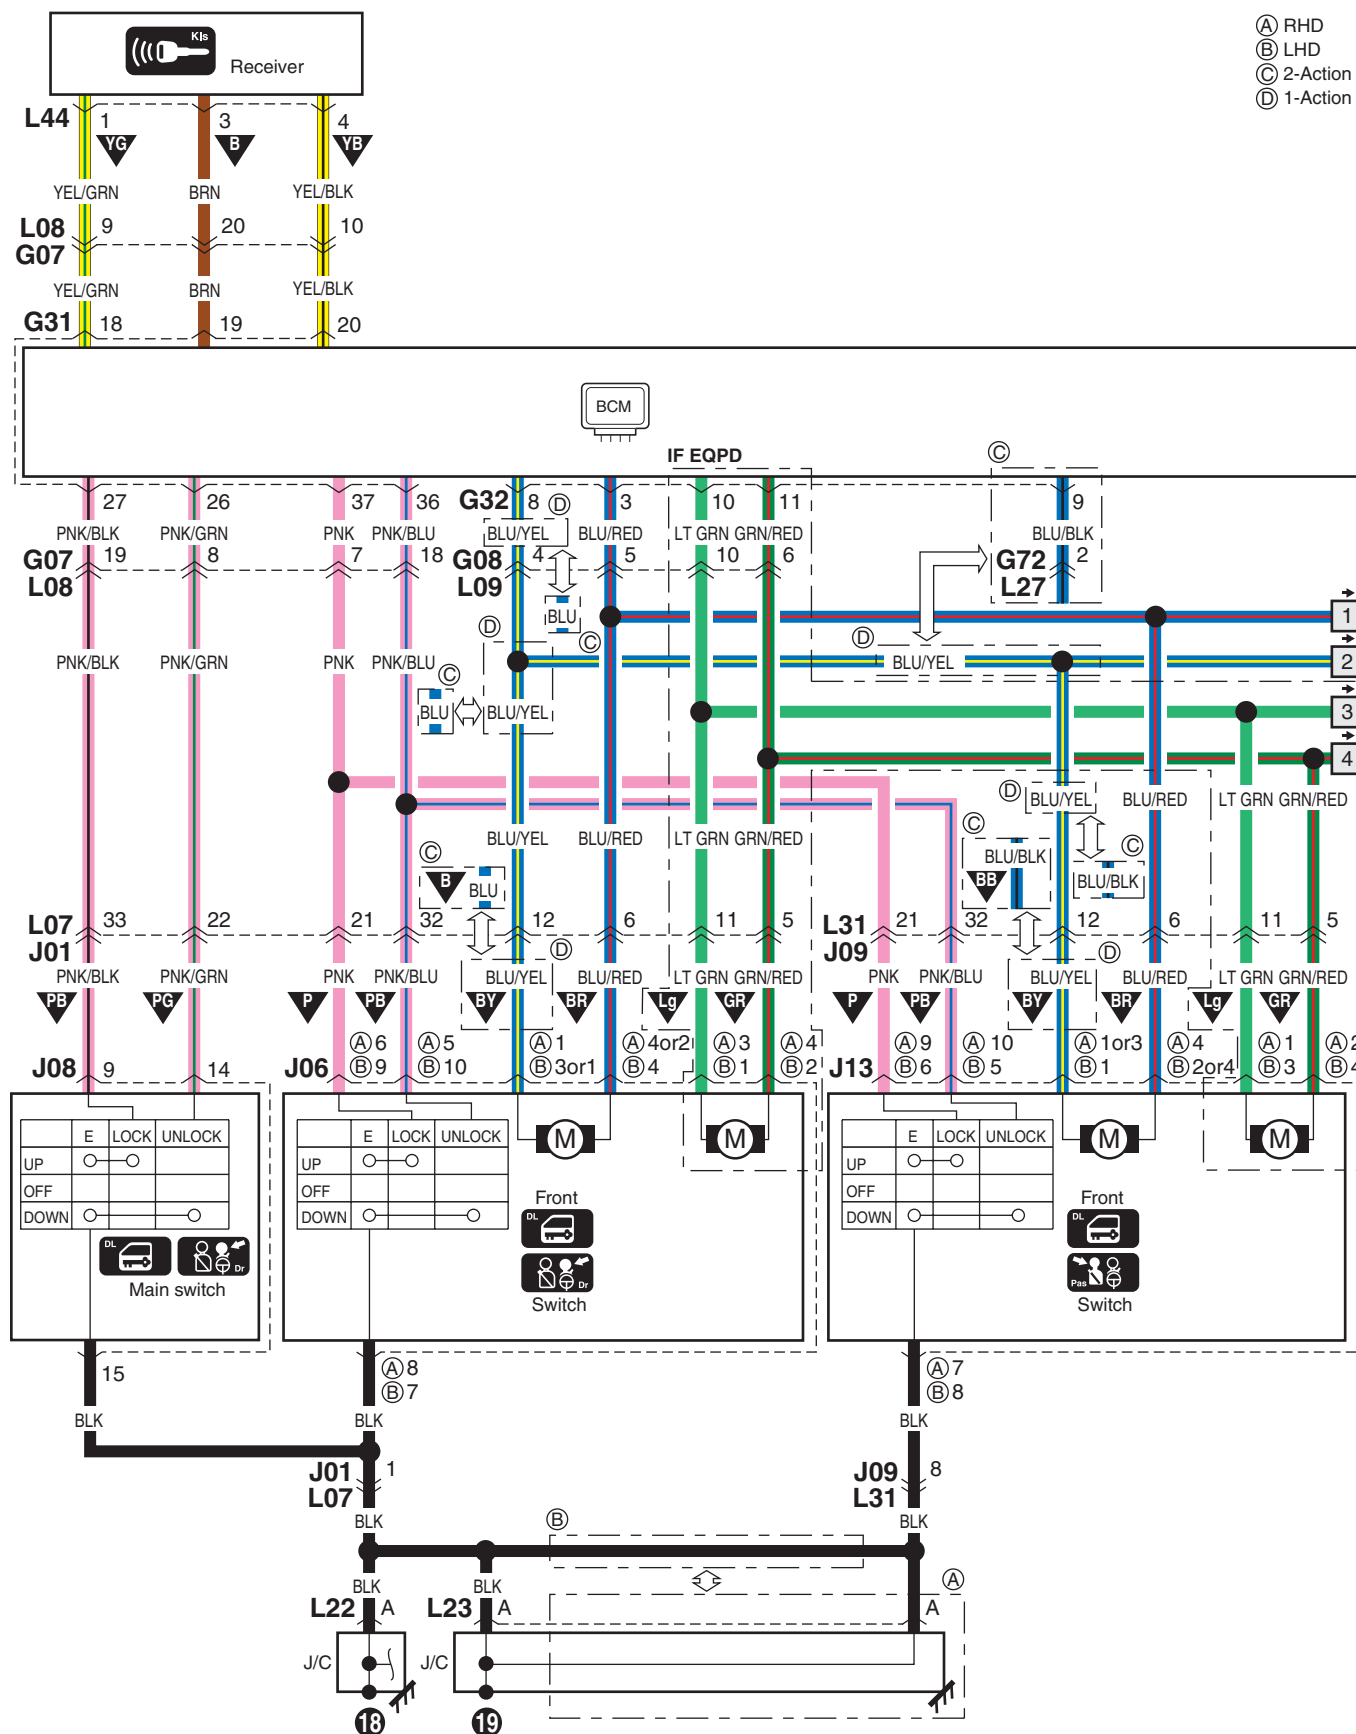 Ⓐ RHD
Ⓑ LHD
Ⓒ 2-Action
Ⓓ 1-Action
Kls
Receiver
L44 1 3 4
YG B YB
YEL/GRN BRN YEL/BLK
L08 9 20 10
G07
YEL/GRN BRN YEL/BLK
G31 18 19 20
BCM
IF EQPD Ⓒ
27 26 37 36 G32 8 Ⓓ 3 10 11 9
PNK/BLK PNK/GRN PNK PNK/BLU BLU/YEL BLU/RED LT GRN GRN/RED BLU/BLK
G07 19 8 7 18 G08 4 5 10 6 G72 2
L08 L09 L27
BLU
1
Ⓓ Ⓒ Ⓓ
PNK/BLK PNK/GRN PNK PNK/BLU BLU/YEL 2
Ⓒ
BLU BLU/YEL 3
4
Ⓓ BLU/YEL BLU/RED LT GRN GRN/RED
BLU/YEL BLU/RED LT GRN GRN/RED Ⓒ Ⓒ
Ⓒ BLU/BLK
B BLU BB BLU/BLK
L07 33 22 21 32 12 6 11 5 L31 21 32 12 6 11 5
J01 Ⓓ J09 Ⓓ
PNK/BLK PNK/GRN PNK PNK/BLU BLU/YEL BLU/RED LT GRN GRN/RED PNK PNK/BLU BLU/YEL BLU/RED LT GRN GRN/RED
PB PG P PB BY BR Lg GR P PB BY BR Lg GR
Ⓐ6 Ⓐ5 Ⓐ1 Ⓐ4or2 Ⓐ3 Ⓐ4 Ⓐ9 Ⓐ10 Ⓐ1or3 Ⓐ4 Ⓐ1 Ⓐ2
J08 9 14 J06 Ⓑ9 Ⓑ10 Ⓑ3or1 Ⓑ4 Ⓑ1 Ⓑ2 J13 Ⓑ6 Ⓑ5 Ⓑ1 Ⓑ2or4 Ⓑ3 Ⓑ4
E LOCK UNLOCK E LOCK UNLOCK M M E LOCK UNLOCK M M
UP UP UP
OFF OFF OFF
DOWN DOWN DOWN
Front Front
DL DL DL
Dr Dr Pas
Main switch Switch Switch
15 Ⓐ8 Ⓐ7
Ⓑ7 Ⓑ8
BLK BLK BLK
J01 1 J09 8
L07 L31
BLK Ⓑ BLK
BLK BLK Ⓐ
L22 A L23 A A
J/C J/C
18 19